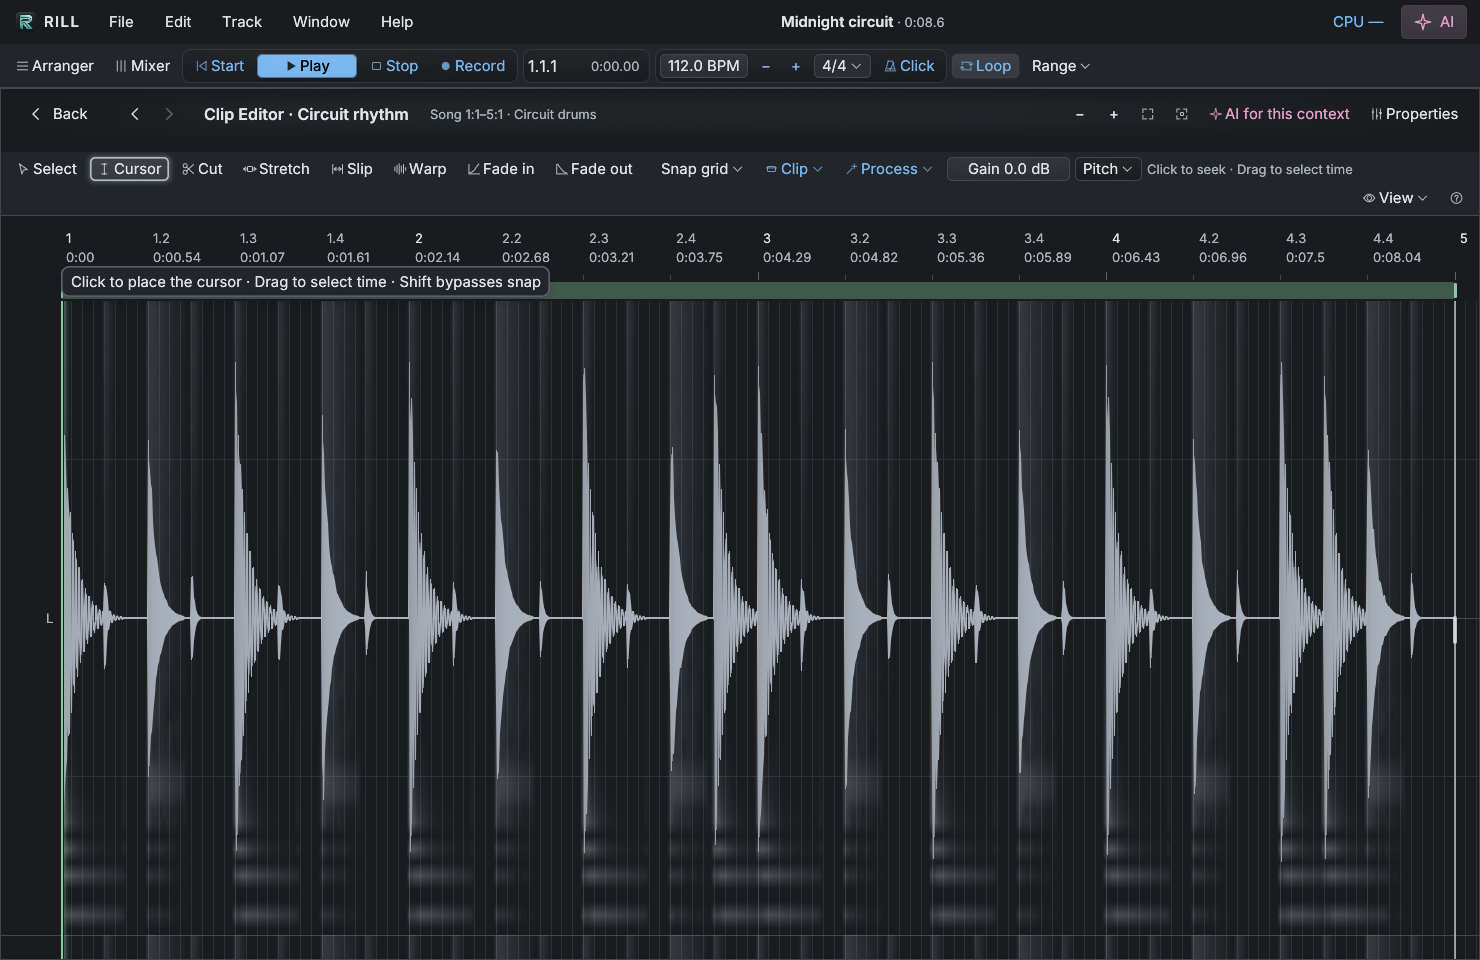 RILL File Edit Track Window Help Midnight circuit · 0:08.6 CPU — AI
Arranger Mixer Start Play Stop Record 1.1.1 0:00.00 112.0 BPM − + 4/4 Click Loop Range
Back Clip Editor · Circuit rhythm Song 1:1–5:1 · Circuit drums − + AI for this context Properties
Select Cursor Cut Stretch Slip Warp Fade in Fade out Snap grid Clip Process Gain 0.0 dB Pitch Click to seek · Drag to select time
View
1 1.2 1.3 1.4 2 2.2 2.3 2.4 3 3.2 3.3 3.4 4 4.2 4.3 4.4 5
0:00 0:00.54 0:01.07 0:01.61 0:02.14 0:02.68 0:03.21 0:03.75 0:04.29 0:04.82 0:05.36 0:05.89 0:06.43 0:06.96 0:07.5 0:08.04
Click to place the cursor · Drag to select time · Shift bypasses snap
L